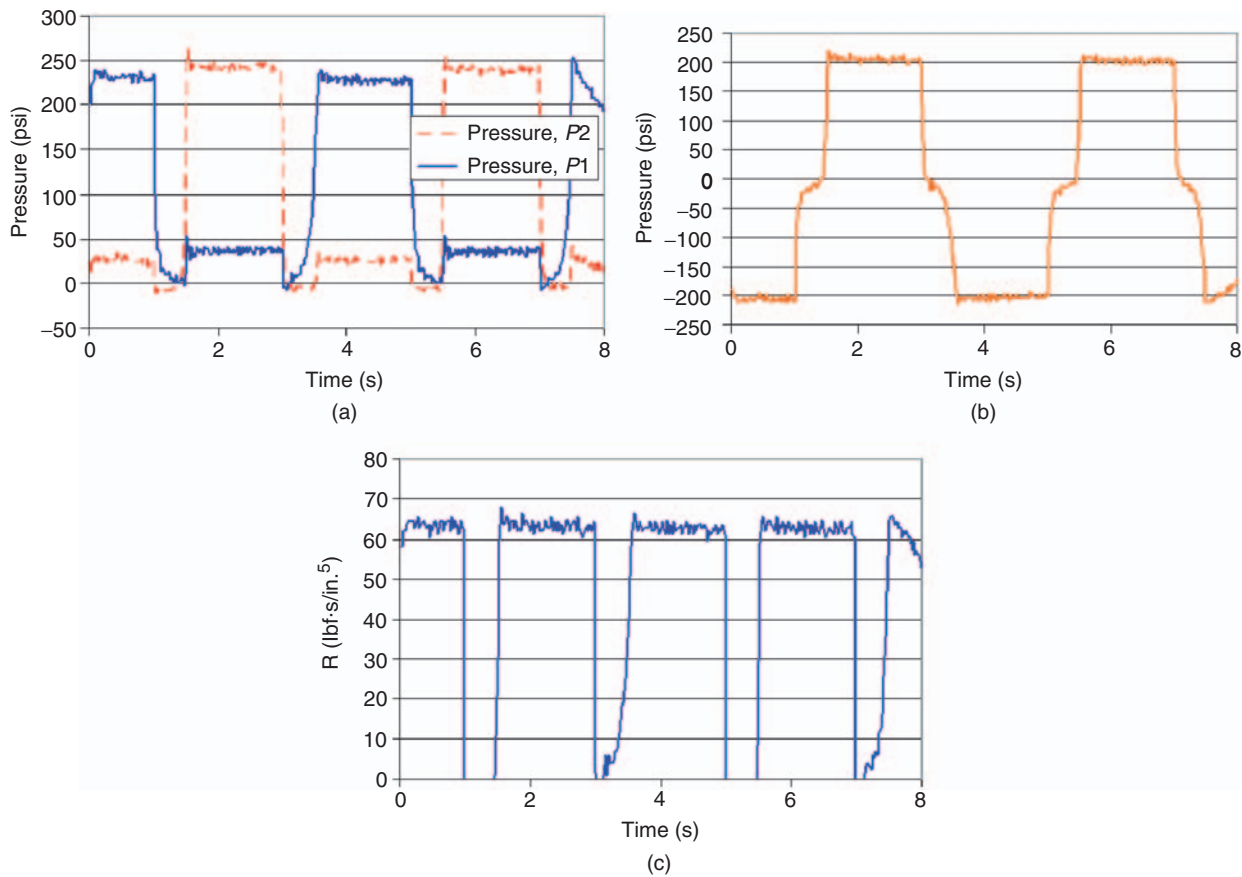 300
250
200
150
100
50
0
−50
Pressure (psi)
Pressure, P2
Pressure, P1
0 2 4 6 8
Time (s)
(a)
250
200
150
100
50
0
−50
−100
−150
−200
−250
Pressure (psi)
0 2 4 6 8
Time (s)
(b)
80
70
60
50
40
30
20
10
0
R (lbf·s/in.⁵)
0 2 4 6 8
Time (s)
(c)